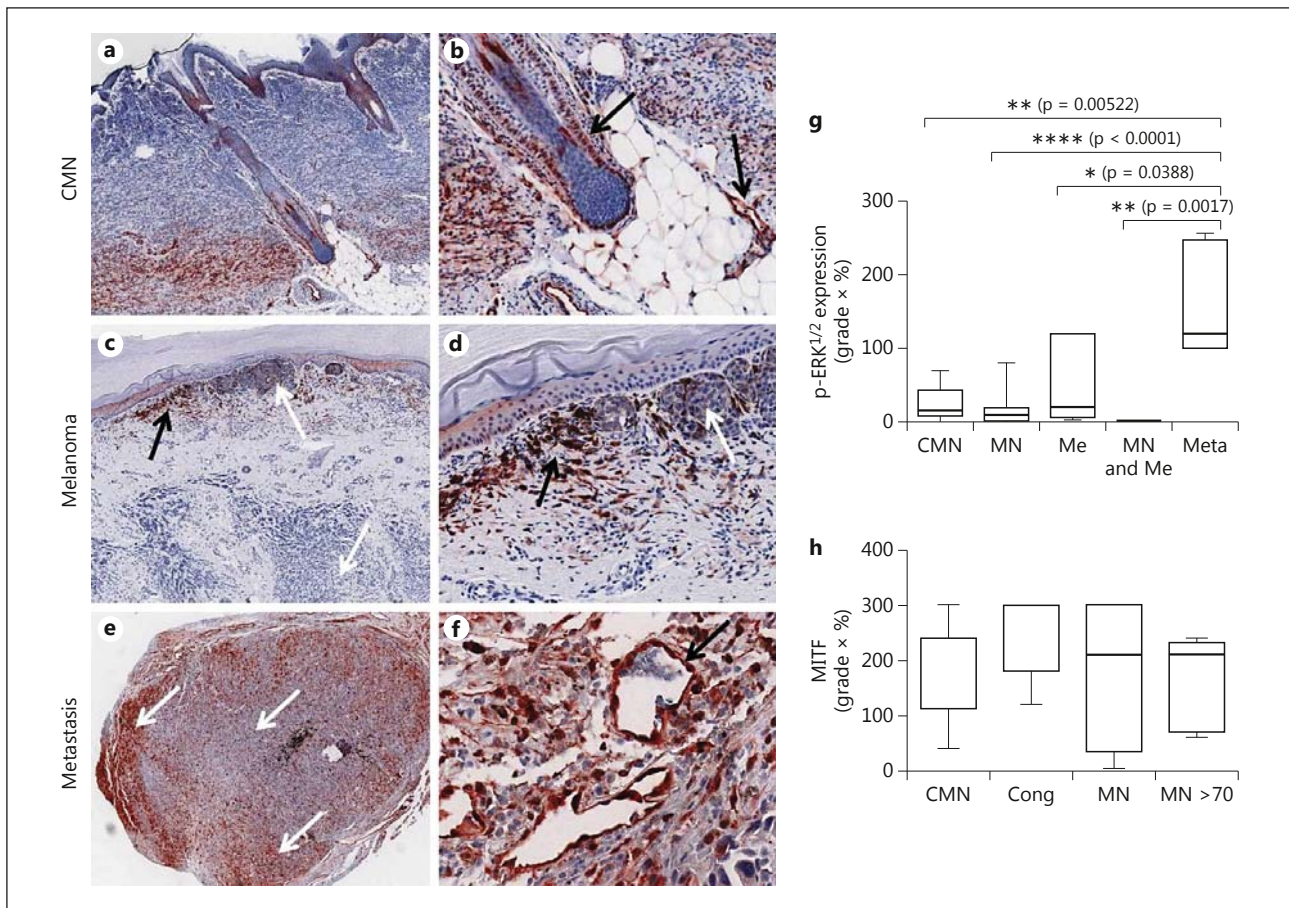 CMN
a
b
Melanoma
c
d
Metastasis
e
f
g
** (p = 0.00522)
**** (p < 0.0001)
* (p = 0.0388)
** (p = 0.0017)
p-ERK1/2 expression
(grade × %)
300
200
100
0
CMN
MN
Me
MN
and Me
Meta
h
MITF
(grade × %)
400
300
200
100
0
CMN
Cong
MN
MN >70